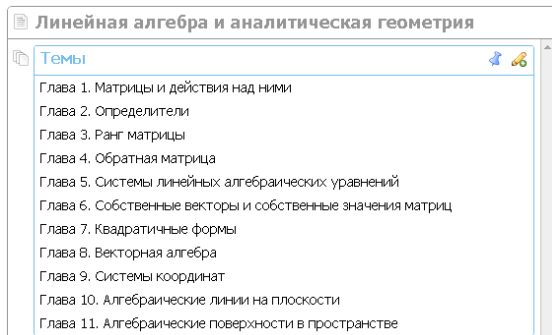 Линейная алгебра и аналитическая геометрия
Темы
Глава 1. Матрицы и действия над ними
Глава 2. Определители
Глава 3. Ранг матрицы
Глава 4. Обратная матрица
Глава 5. Системы линейных алгебраических уравнений
Глава 6. Собственные векторы и собственные значения матриц
Глава 7. Квадратичные формы
Глава 8. Векторная алгебра
Глава 9. Системы координат
Глава 10. Алгебраические линии на плоскости
Глава 11. Алгебраические поверхности в пространстве